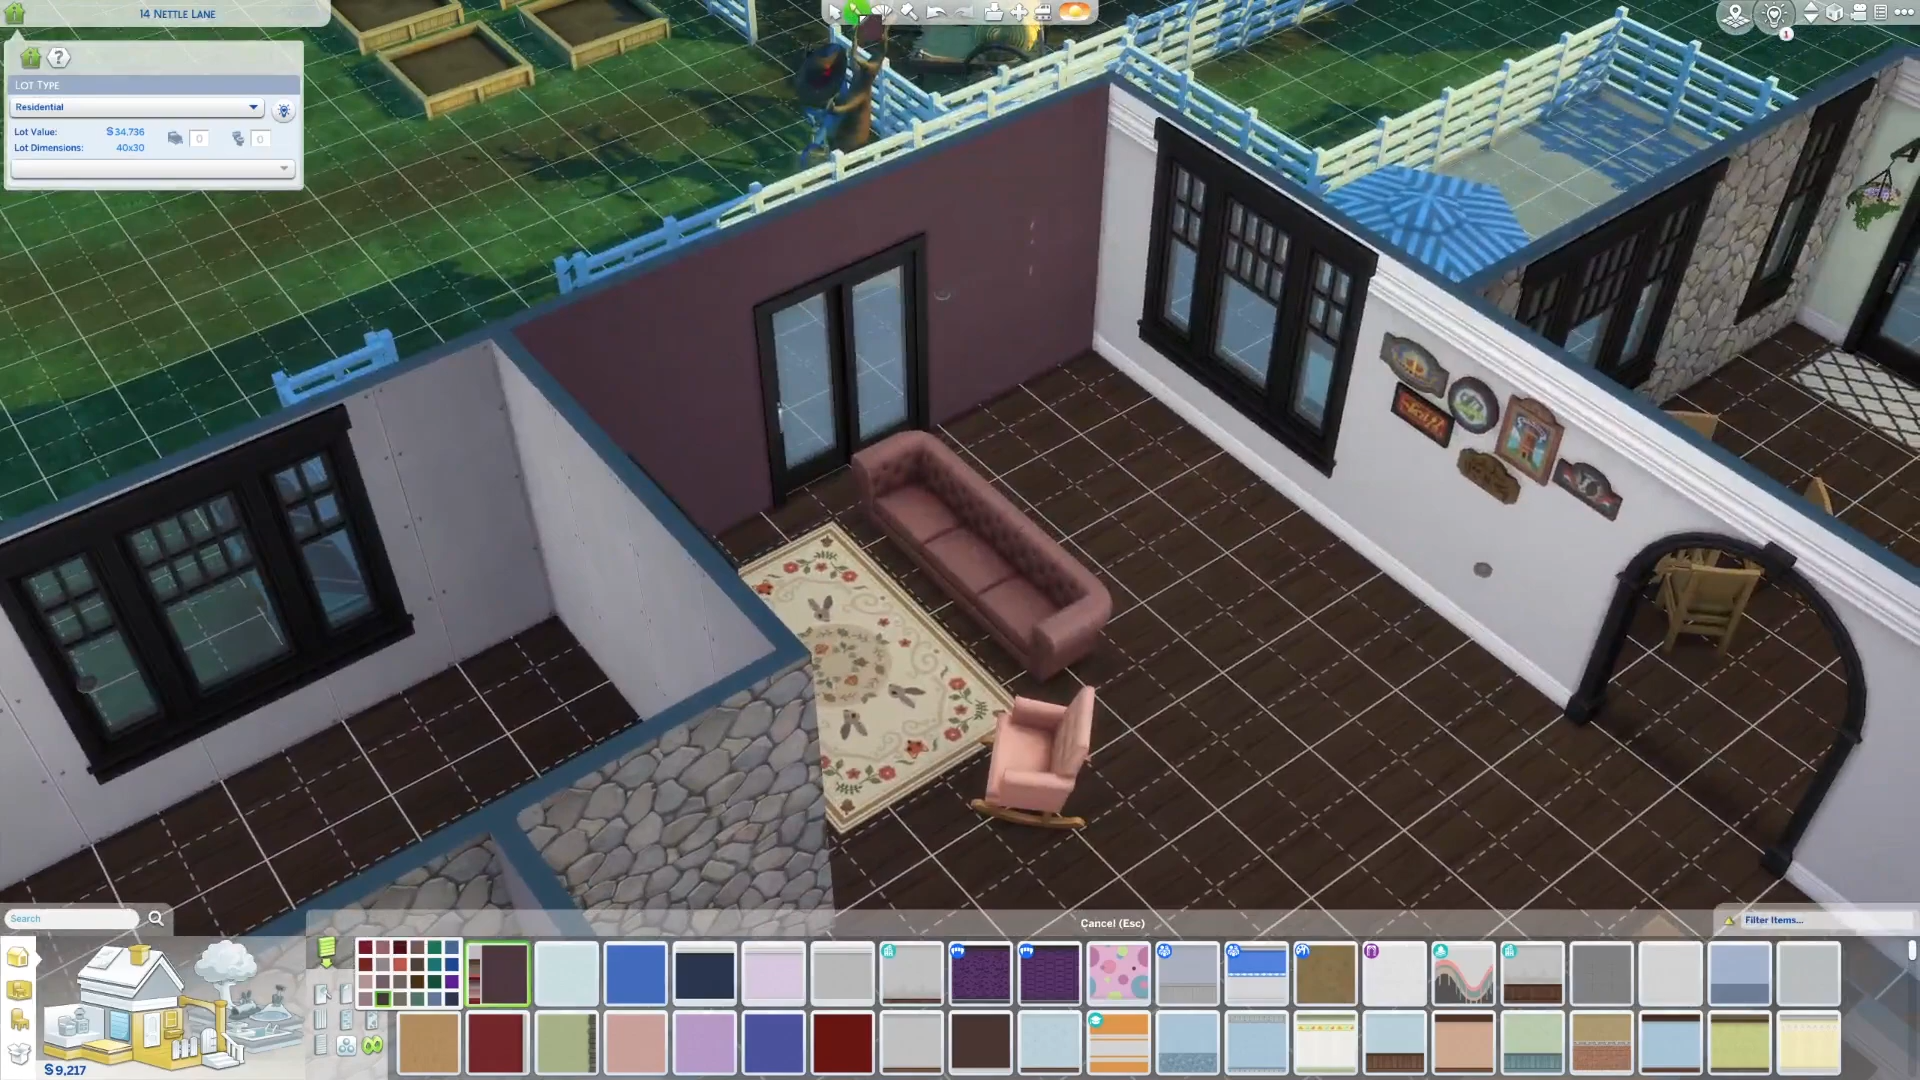 14 NETTLE LANE
?
LOT TYPE
Residential
Lot Value: §34,736
0
0
Lot Dimensions: 40x30
1
Cancel (Esc)
Search
Filter Items...
§9,217